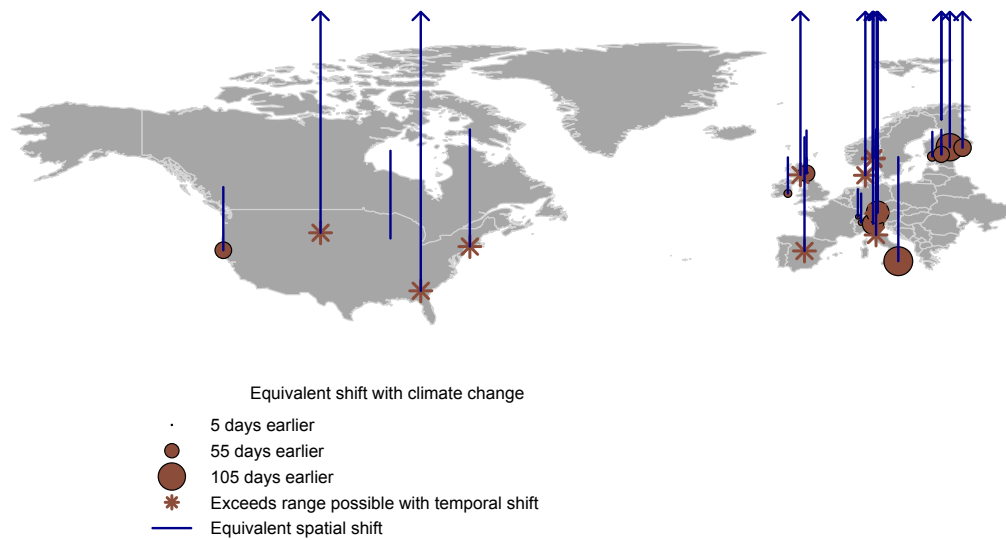 Equivalent shift with climate change
5 days earlier
55 days earlier
105 days earlier
Exceeds range possible with temporal shift
Equivalent spatial shift